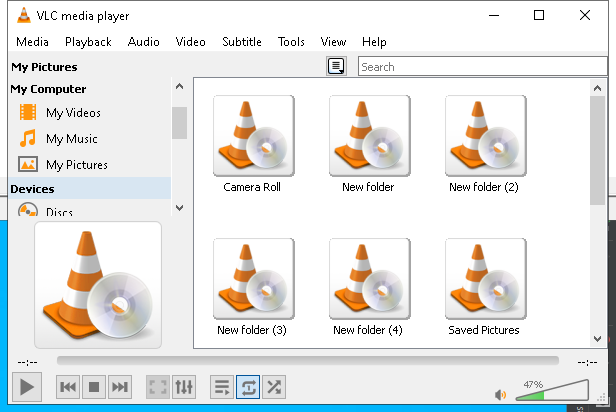 VLC media player
Media Playback Audio Video Subtitle Tools View Help
My Pictures
Search
My Computer
My Videos
My Music
My Pictures
Devices
Discs
Camera Roll
New folder
New folder (2)
New folder (3)
New folder (4)
Saved Pictures
--:--
--:--
47%